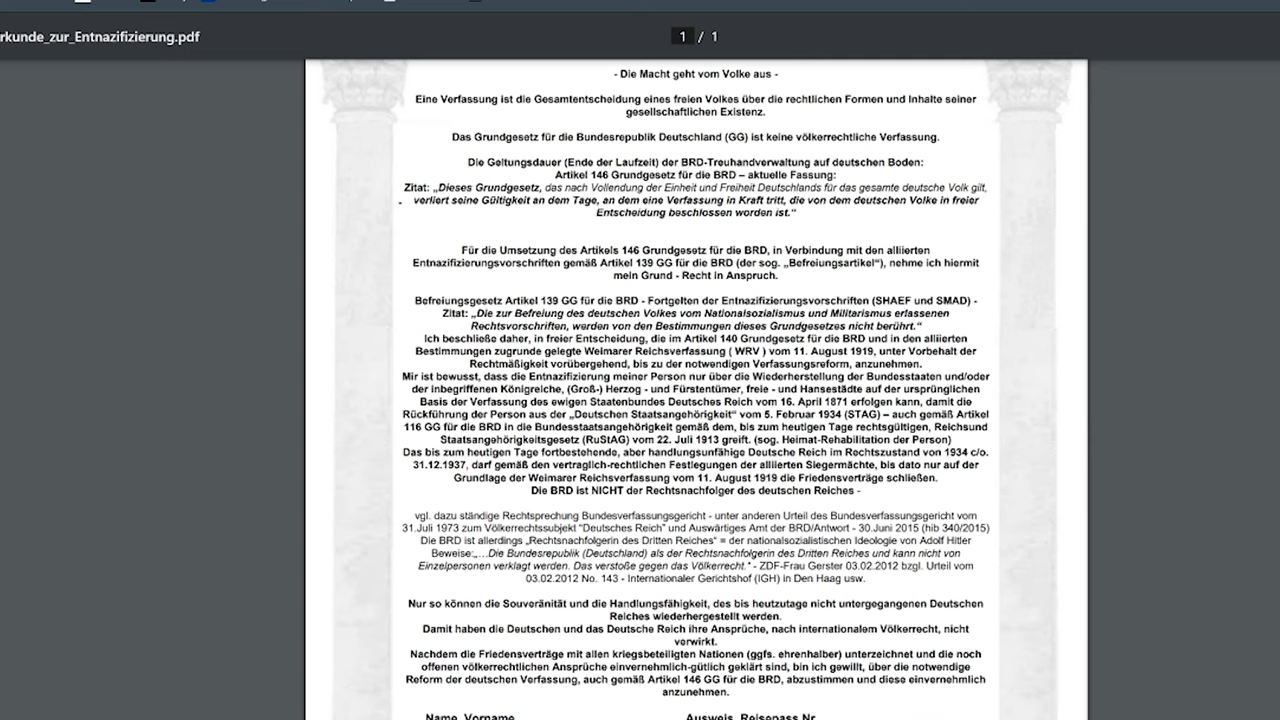 rkunde_zur_Entnazifizierung.pdf
1 / 1
- Die Macht geht vom Volke aus -
Eine Verfassung ist die Gesamtentscheidung eines freien Volkes über die rechtlichen Formen und Inhalte seiner
gesellschaftlichen Existenz.
Das Grundgesetz für die Bundesrepublik Deutschland (GG) ist keine völkerrechtliche Verfassung.
Die Geltungsdauer (Ende der Laufzeit) der BRD-Treuhandverwaltung auf deutschen Boden:
Artikel 146 Grundgesetz für die BRD – aktuelle Fassung:
Zitat: „Dieses Grundgesetz, das nach Vollendung der Einheit und Freiheit Deutschlands für das gesamte deutsche Volk gilt,
verliert seine Gültigkeit an dem Tage, an dem eine Verfassung in Kraft tritt, die von dem deutschen Volke in freier
Entscheidung beschlossen worden ist.“
Für die Umsetzung des Artikels 146 Grundgesetz für die BRD, in Verbindung mit den alliierten
Entnazifizierungsvorschriften gemäß Artikel 139 GG für die BRD (der sog. „Befreiungsartikel“), nehme ich hiermit
mein Grund - Recht in Anspruch.
Befreiungsgesetz Artikel 139 GG für die BRD - Fortgelten der Entnazifizierungsvorschriften (SHAEF und SMAD) -
Zitat: „Die zur Befreiung des deutschen Volkes vom Nationalsozialismus und Militarismus erlassenen
Rechtsvorschriften, werden von den Bestimmungen dieses Grundgesetzes nicht berührt.“
Ich beschließe daher, in freier Entscheidung, die im Artikel 140 Grundgesetz für die BRD und in den alliierten
Bestimmungen zugrunde gelegte Weimarer Reichsverfassung ( WRV ) vom 11. August 1919, unter Vorbehalt der
Rechtmäßigkeit vorübergehend, bis zu der notwendigen Verfassungsreform, anzunehmen.
Mir ist bewusst, dass die Entnazifizierung meiner Person nur über die Wiederherstellung der Bundesstaaten und/oder
der inbegriffenen Königreiche, (Groß-) Herzog - und Fürstentümer, freie - und Hansestädte auf der ursprünglichen
Basis der Verfassung des ewigen Staatenbundes Deutsches Reich vom 16. April 1871 erfolgen kann, damit die
Rückführung der Person aus der „Deutschen Staatsangehörigkeit“ vom 5. Februar 1934 (STAG) – auch gemäß Artikel
116 GG für die BRD in die Bundesstaatsangehörigkeit gemäß dem, bis zum heutigen Tage rechtsgültigen, Reichsund
Staatsangehörigkeitsgesetz (RuStAG) vom 22. Juli 1913 greift. (sog. Heimat-Rehabilitation der Person)
Das bis zum heutigen Tage fortbestehende, aber handlungsunfähige Deutsche Reich im Rechtszustand von 1934 c/o.
31.12.1937, darf gemäß den vertraglich-rechtlichen Festlegungen der alliierten Siegermächte, bis dato nur auf der
Grundlage der Weimarer Reichsverfassung vom 11. August 1919 die Friedensverträge schließen.
Die BRD ist NICHT der Rechtsnachfolger des deutschen Reiches -
vgl. dazu ständige Rechtsprechung Bundesverfassungsgericht - unter anderen Urteil des Bundesverfassungsgericht vom
31.Juli 1973 zum Völkerrechtssubjekt “Deutsches Reich” und Auswärtiges Amt der BRD/Antwort - 30.Juni 2015 (hib 340/2015)
Die BRD ist allerdings „Rechtsnachfolgerin des Dritten Reiches“ = der nationalsozialistischen Ideologie von Adolf Hitler
Beweise:„…Die Bundesrepublik (Deutschland) als der Rechtsnachfolgerin des Dritten Reiches und kann nicht von
Einzelpersonen verklagt werden. Das verstoße gegen das Völkerrecht." - ZDF-Frau Gerster 03.02.2012 bzgl. Urteil vom
03.02.2012 No. 143 - Internationaler Gerichtshof (IGH) in Den Haag usw.
Nur so können die Souveränität und die Handlungsfähigkeit, des bis heutzutage nicht untergegangenen Deutschen
Reiches wiederhergestellt werden.
Damit haben die Deutschen und das Deutsche Reich ihre Ansprüche, nach internationalem Völkerrecht, nicht
verwirkt.
Nachdem die Friedensverträge mit allen kriegsbeteiligten Nationen (ggfs. ehrenhalber) unterzeichnet und die noch
offenen völkerrechtlichen Ansprüche einvernehmlich-gütlich geklärt sind, bin ich gewillt, über die notwendige
Reform der deutschen Verfassung, auch gemäß Artikel 146 GG für die BRD, abzustimmen und diese einvernehmlich
anzunehmen.
Name, Vorname Ausweis, Reisepass Nr.